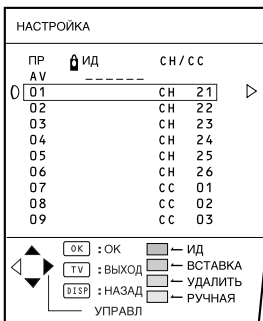 НАСТРОЙКА
ПР ИД CH/CC
AV ------
01 CH 21
02 CH 22
03 CH 23
04 CH 24
05 CH 25
06 CH 26
07 CC 01
08 CC 02
09 CC 03
OK :ОК ИД
TV :ВЫХОД ВСТАВКА
DISP :НАЗАД УДАЛИТЬ
РУЧНАЯ
УПРАВЛ